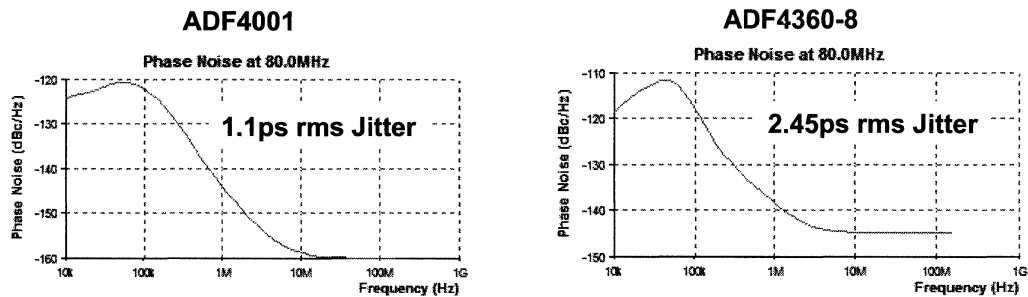 ADF4001
Phase Noise at 80.0MHz
Phase Noise (dBc/Hz)
-120
-130
-140
-150
-160
1.1ps rms Jitter
10k
100k
1M
10M
100M
1G
Frequency (Hz)
ADF4360-8
Phase Noise at 80.0MHz
Phase Noise (dBc/Hz)
-110
-120
-130
-140
-150
2.45ps rms Jitter
10k
100k
1M
10M
100M
1G
Frequency (Hz)